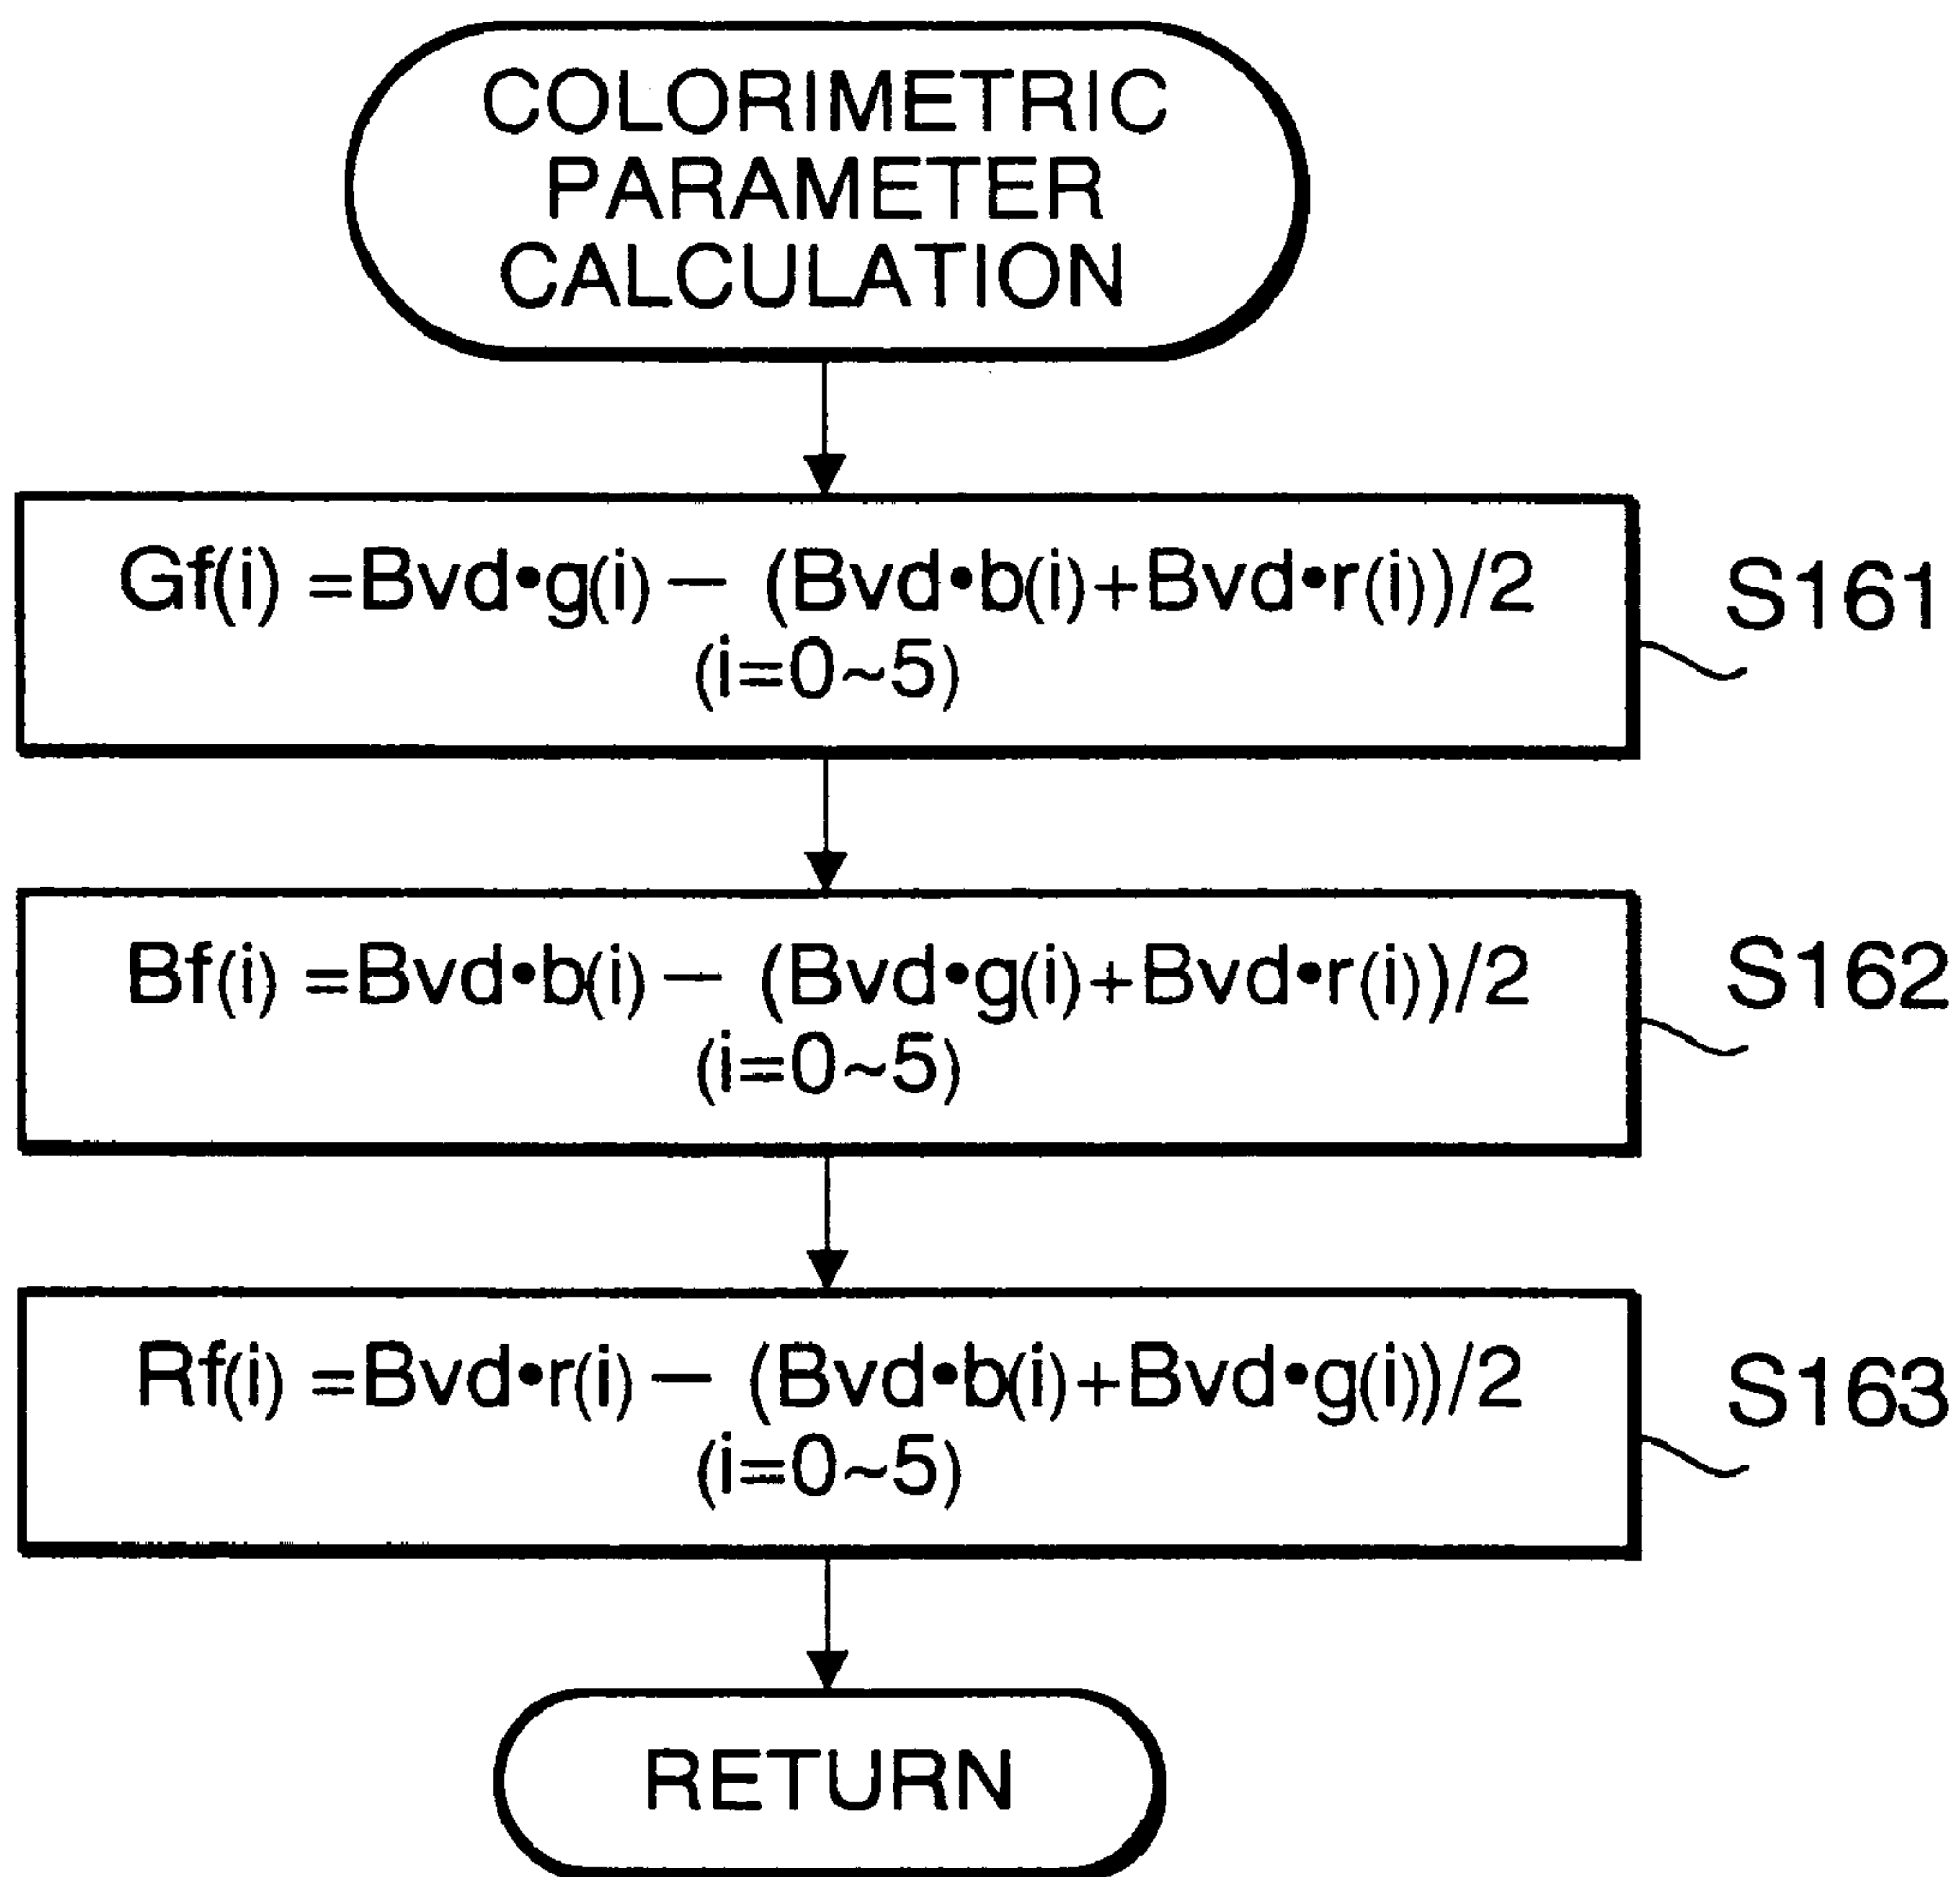 COLORIMETRIC
PARAMETER
CALCULATION
Gf(i) =Bvd•g(i) — (Bvd•b(i)+Bvd•r(i))/2
(i=0~5)
S161
Bf(i) =Bvd•b(i) — (Bvd•g(i)+Bvd•r(i))/2
(i=0~5)
S162
Rf(i) =Bvd•r(i) — (Bvd•b(i)+Bvd•g(i))/2
(i=0~5)
S163
RETURN